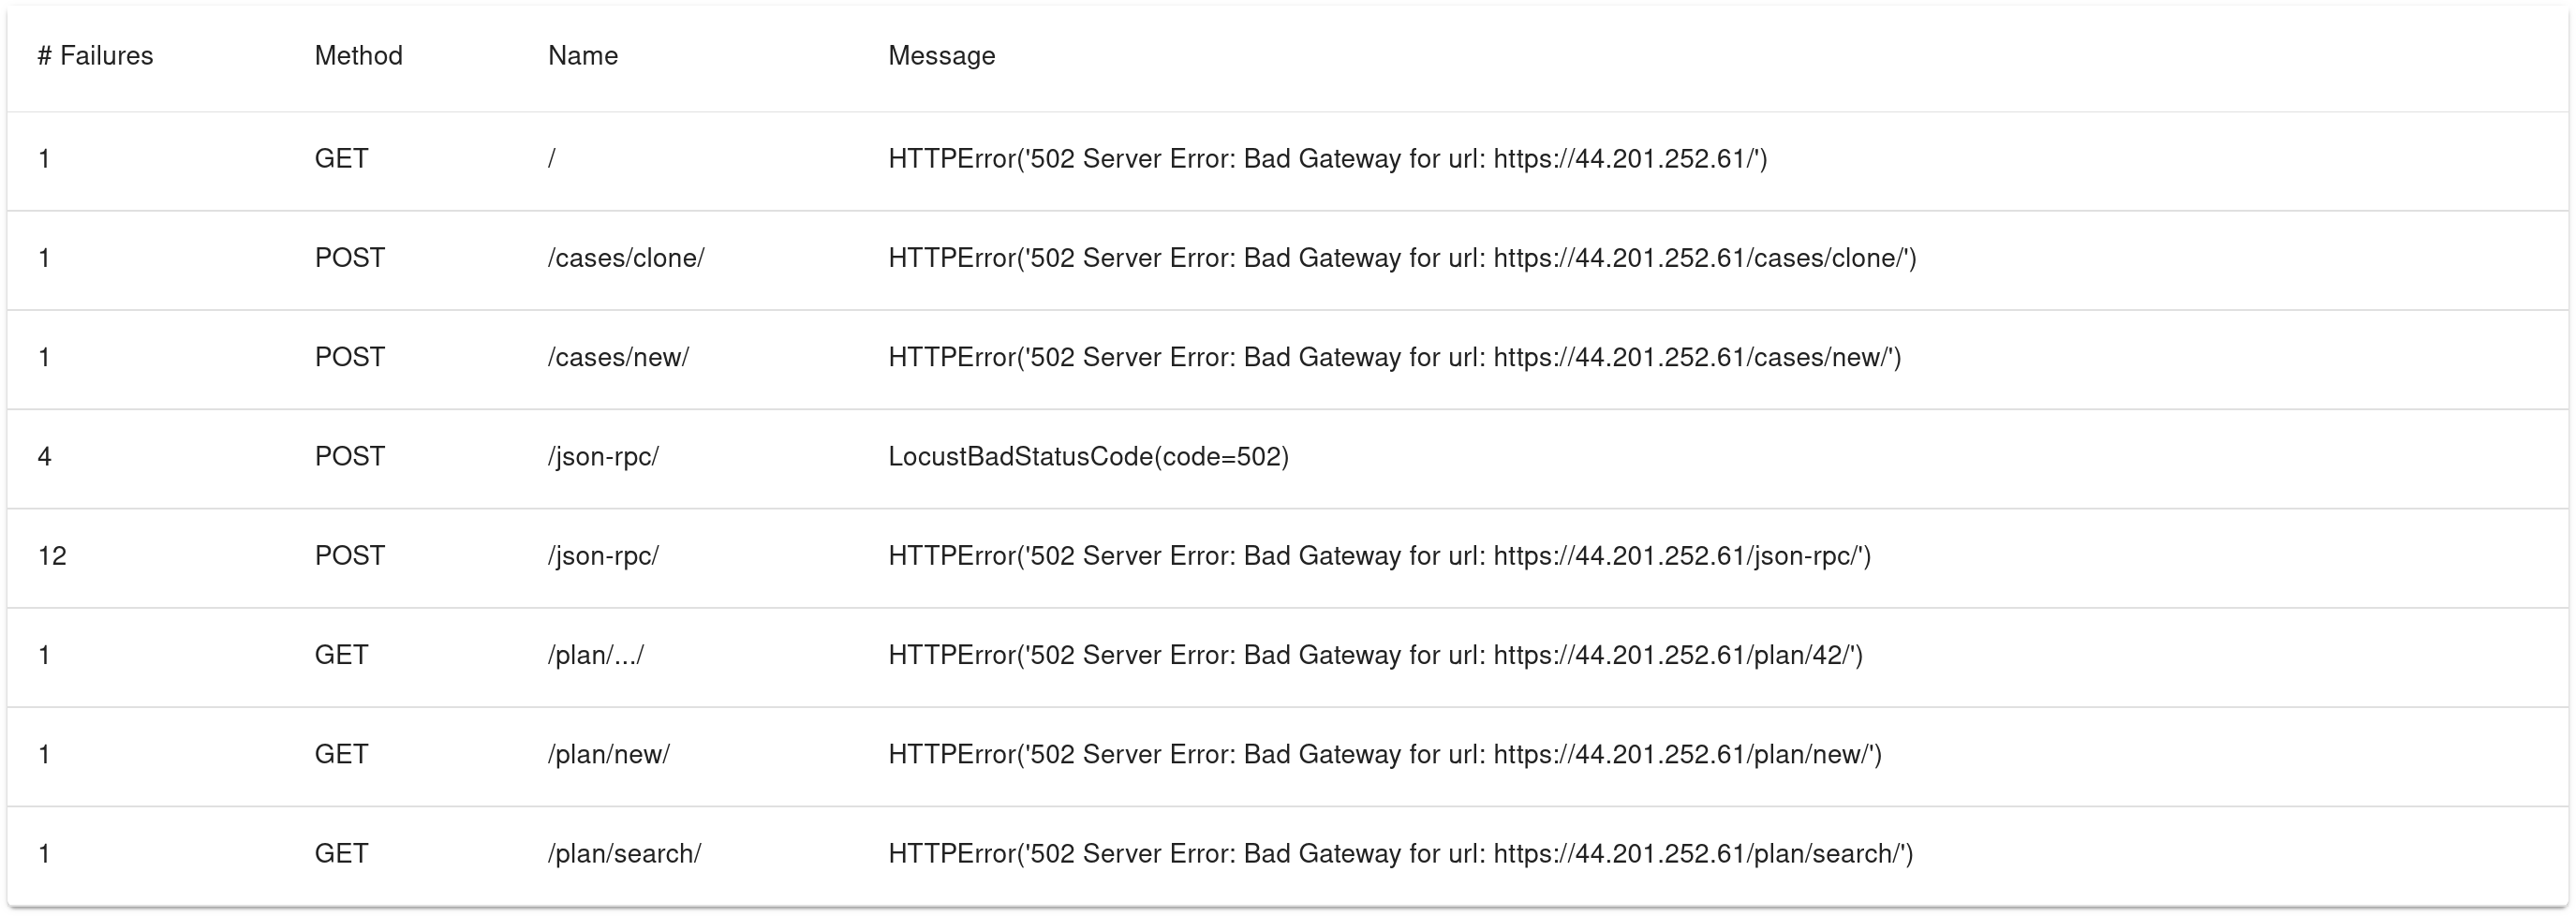 # Failures Method Name Message
1 GET / HTTPError('502 Server Error: Bad Gateway for url: https://44.201.252.61/')
1 POST /cases/clone/ HTTPError('502 Server Error: Bad Gateway for url: https://44.201.252.61/cases/clone/')
1 POST /cases/new/ HTTPError('502 Server Error: Bad Gateway for url: https://44.201.252.61/cases/new/')
4 POST /json-rpc/ LocustBadStatusCode(code=502)
12 POST /json-rpc/ HTTPError('502 Server Error: Bad Gateway for url: https://44.201.252.61/json-rpc/')
1 GET /plan/.../ HTTPError('502 Server Error: Bad Gateway for url: https://44.201.252.61/plan/42/')
1 GET /plan/new/ HTTPError('502 Server Error: Bad Gateway for url: https://44.201.252.61/plan/new/')
1 GET /plan/search/ HTTPError('502 Server Error: Bad Gateway for url: https://44.201.252.61/plan/search/')